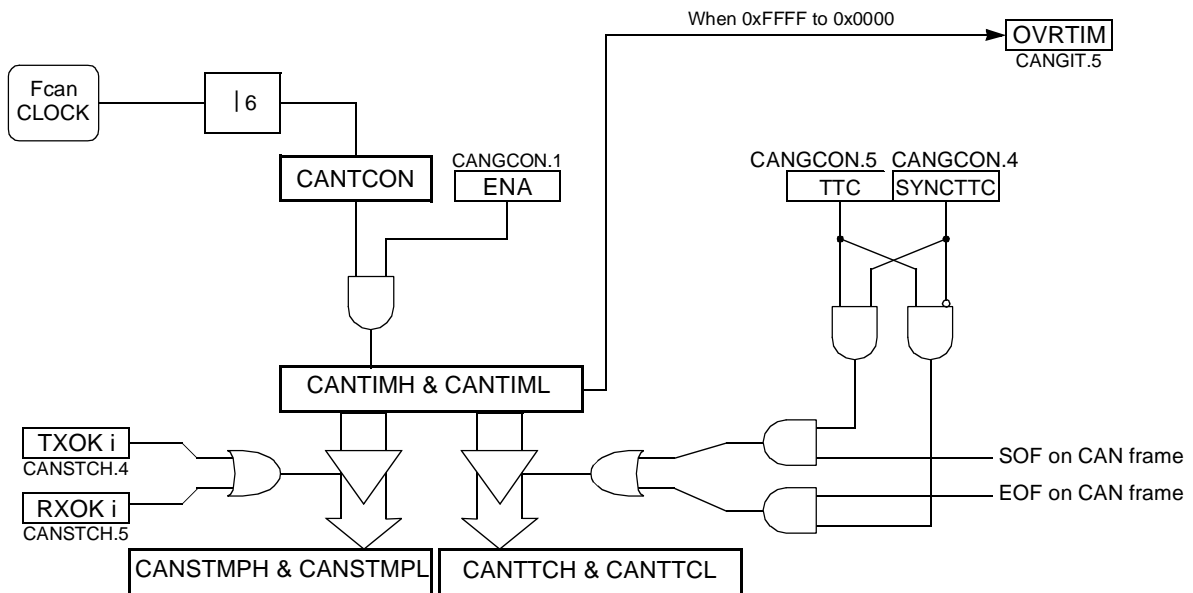 When 0xFFFF to 0x0000
OVRTIM
CANGIT.5
Fcan
CLOCK
| 6
CANTCON
CANGCON.1
ENA
CANGCON.5 CANGCON.4
TTC SYNCTTC
CANTIMH & CANTIML
TXOK i
CANSTCH.4
RXOK i
CANSTCH.5
SOF on CAN frame
EOF on CAN frame
CANSTMPH & CANSTMPL
CANTTCH & CANTTCL